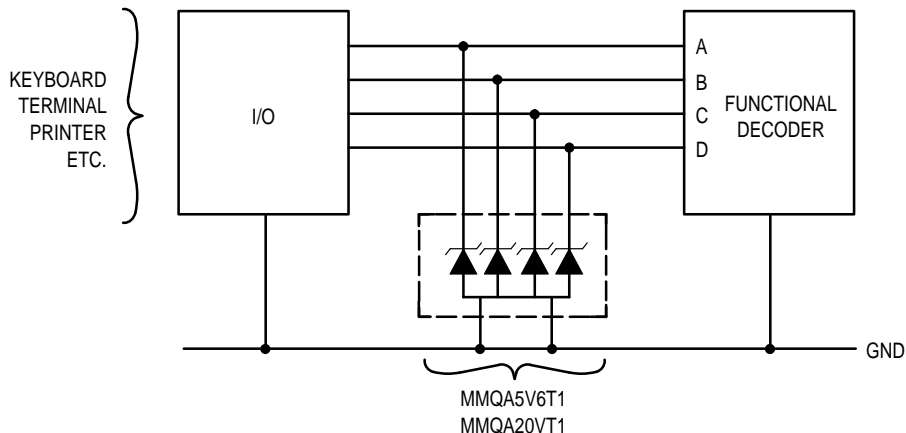 KEYBOARD
TERMINAL
PRINTER
ETC.
I/O
A
B
C
D
FUNCTIONAL
DECODER
GND
MMQA5V6T1
MMQA20VT1